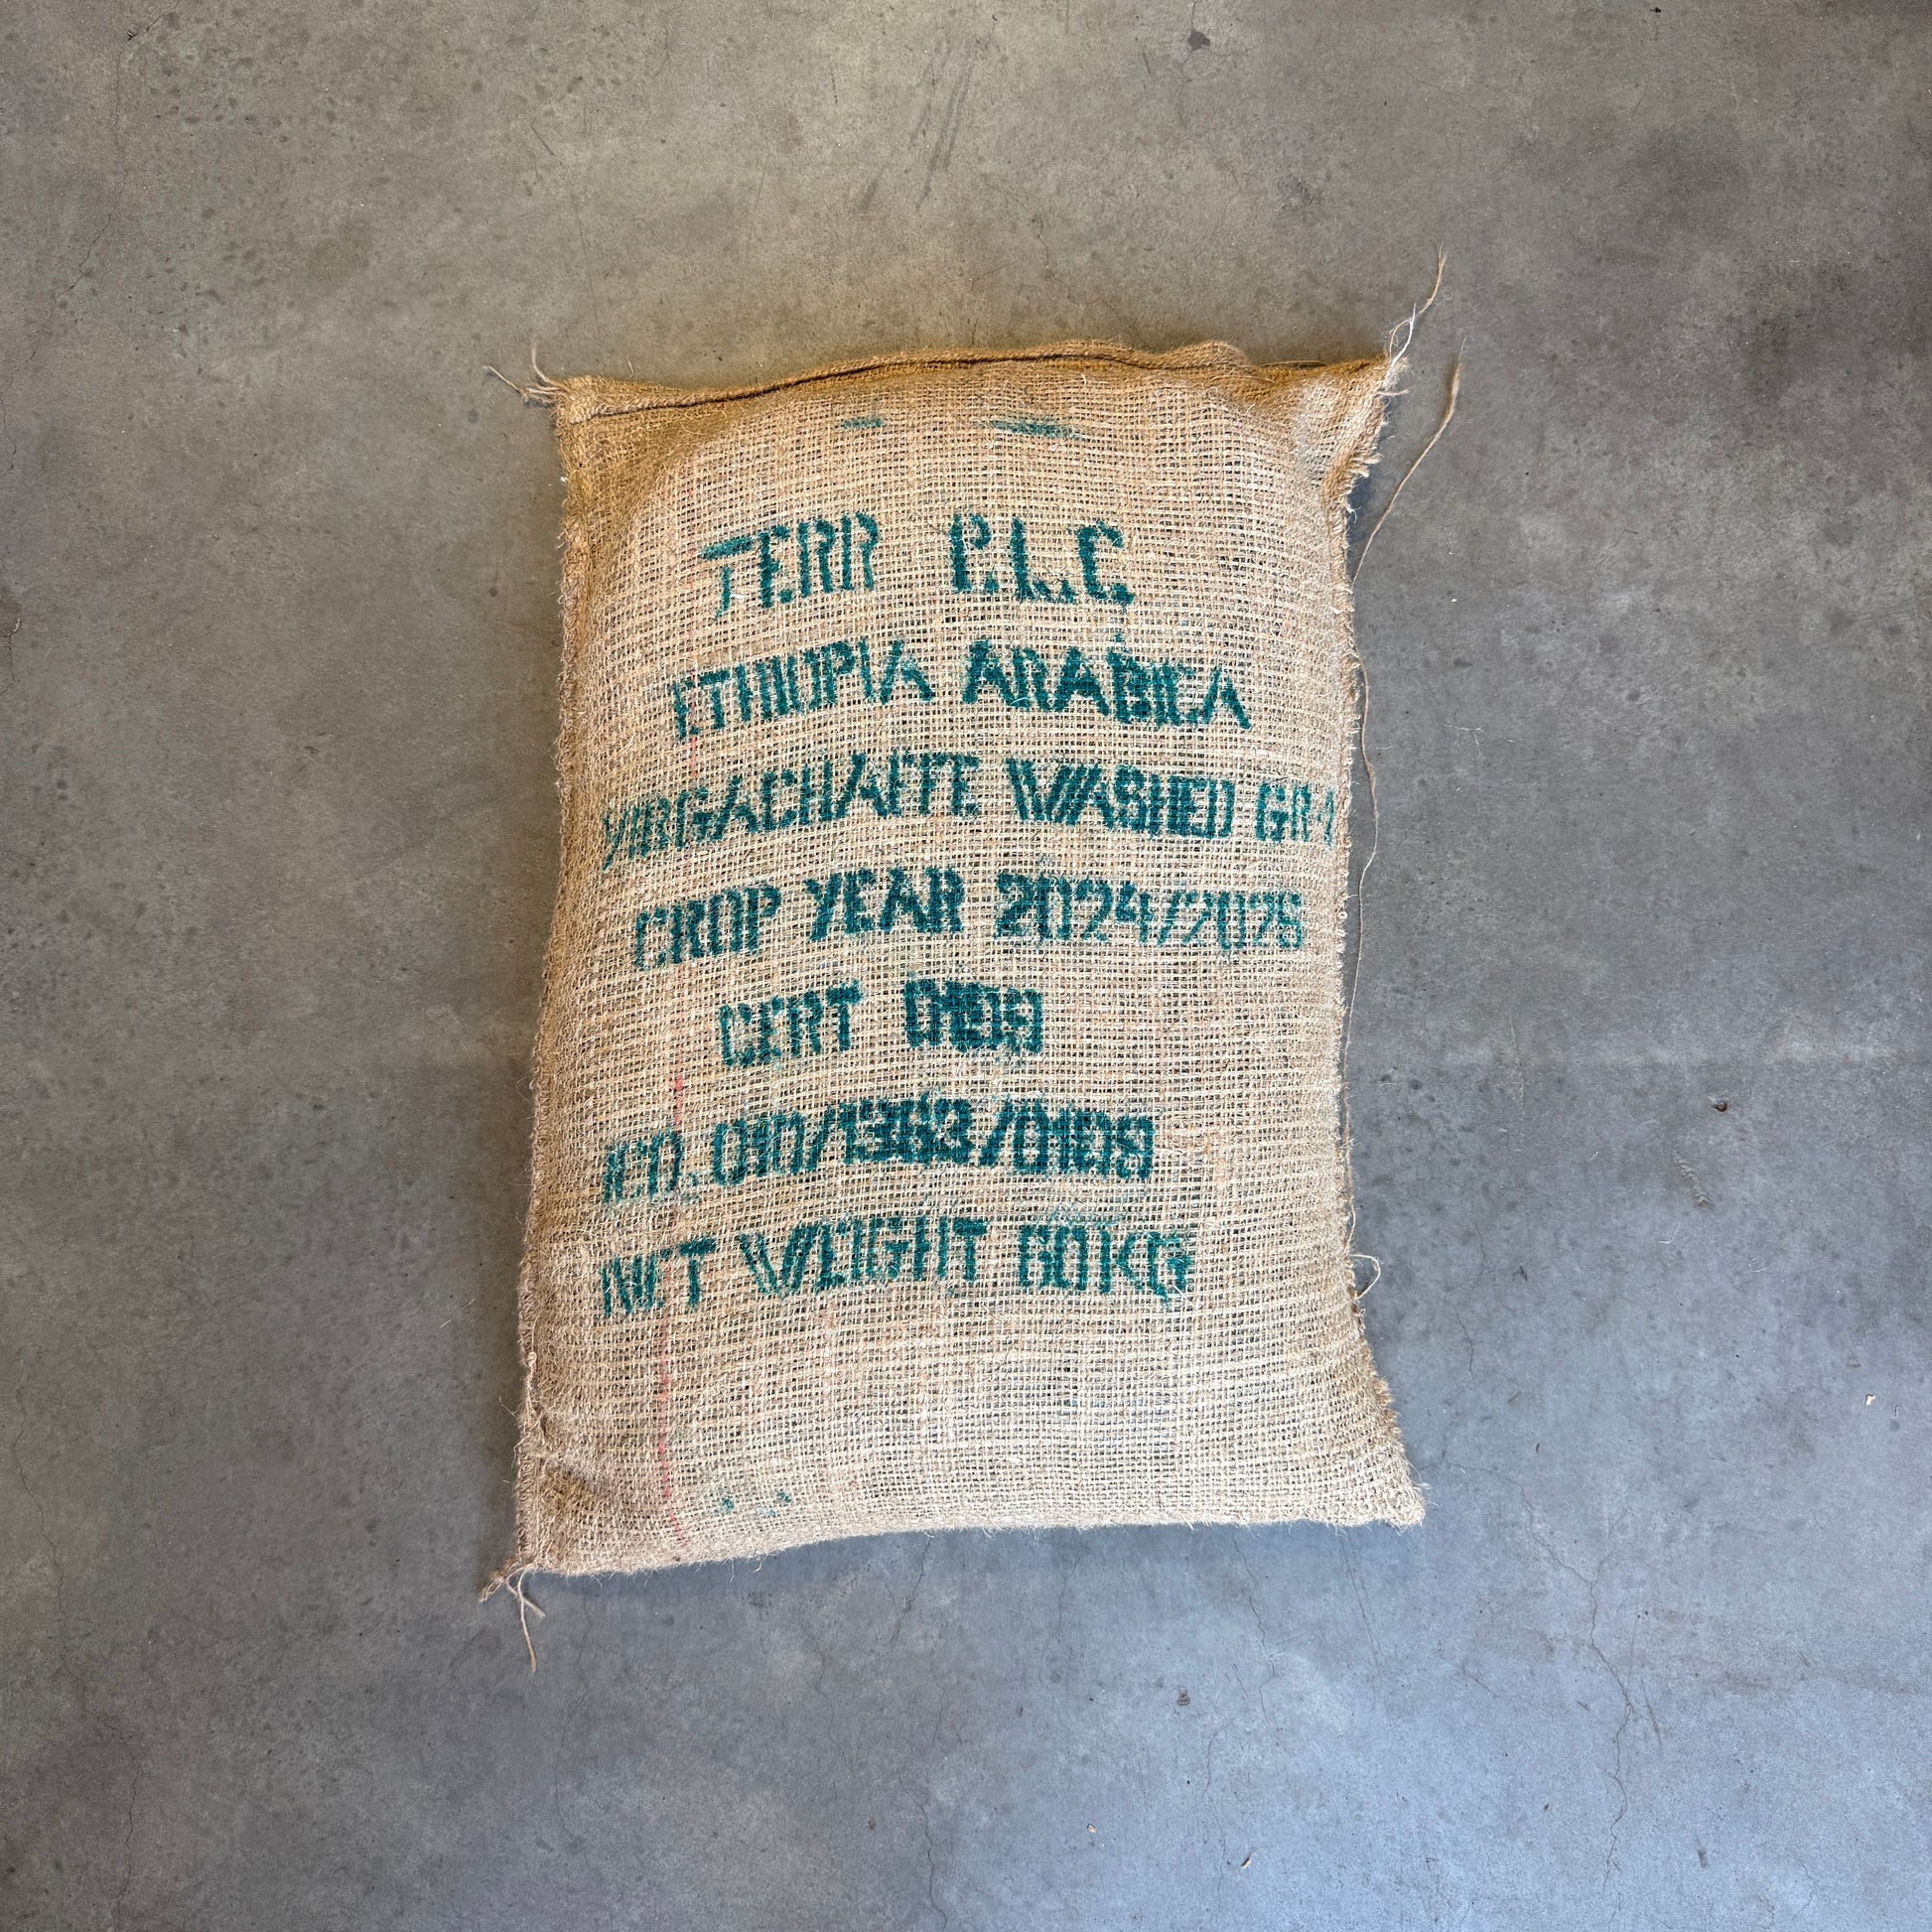 TERR P.L.C
ETHIOPIA ARABICA
YIRGACHAFFE WASHED GR-1
CROP YEAR 2024/2025
CERT 0109
ICO. 010/1363/0109
NET WEIGHT 60KG